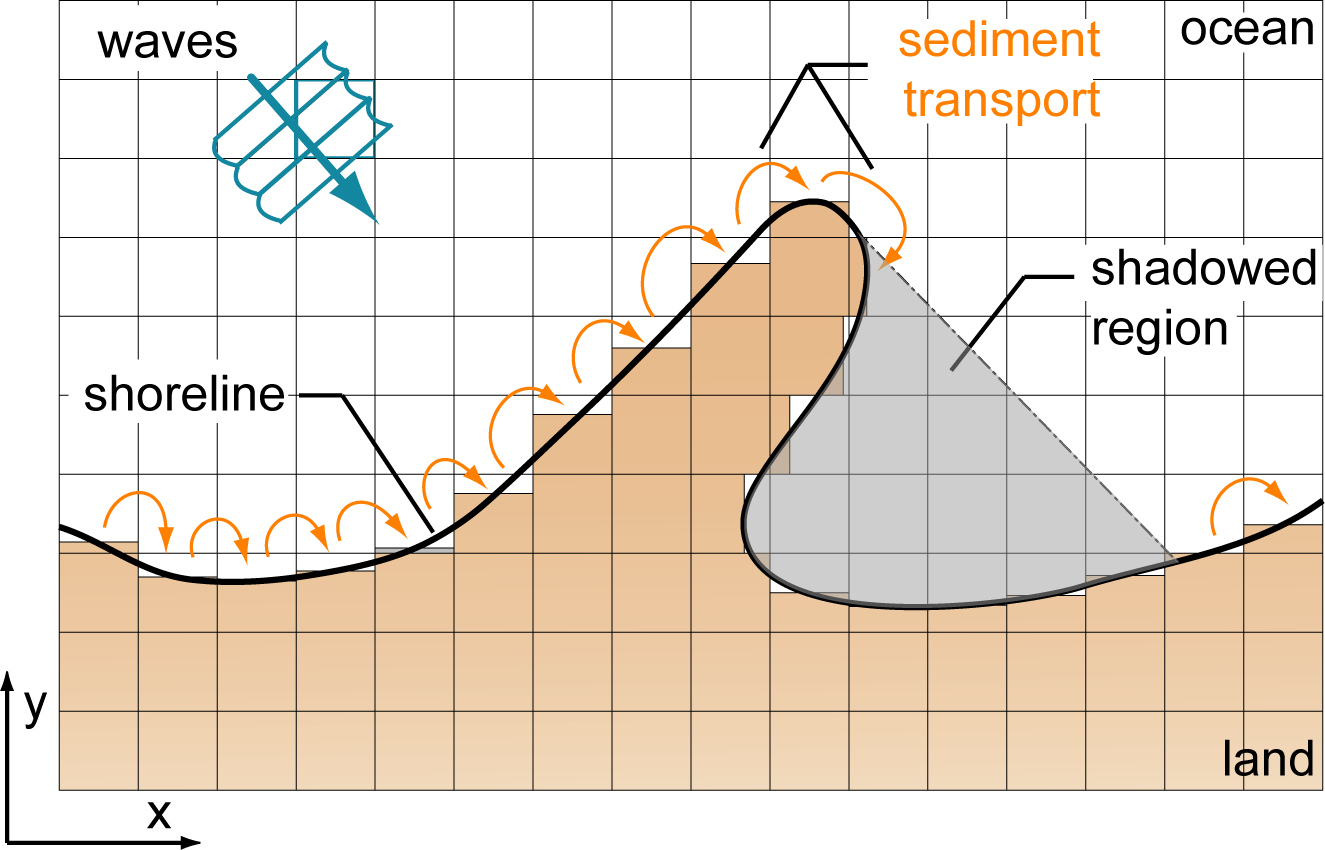 waves
ocean
sediment
transport
shadowed
region
shoreline
y
land
x